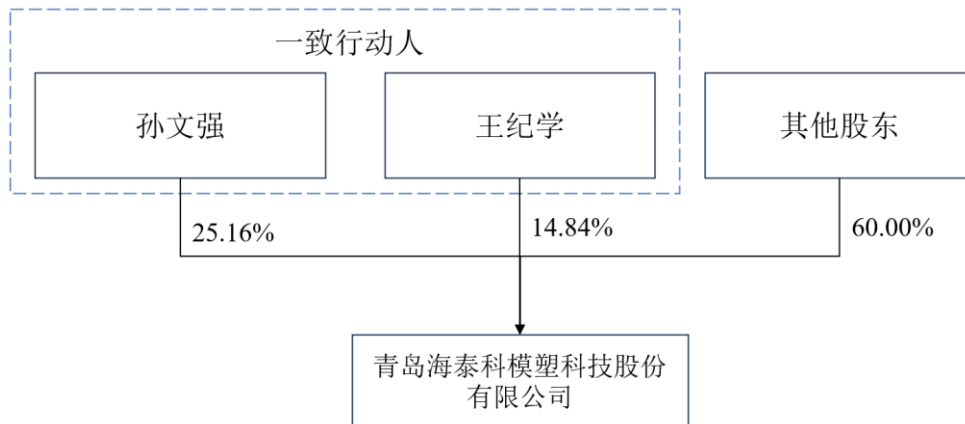 一致行动人
孙文强
王纪学
其他股东
25.16%
14.84%
60.00%
青岛海泰科模塑科技股份
有限公司